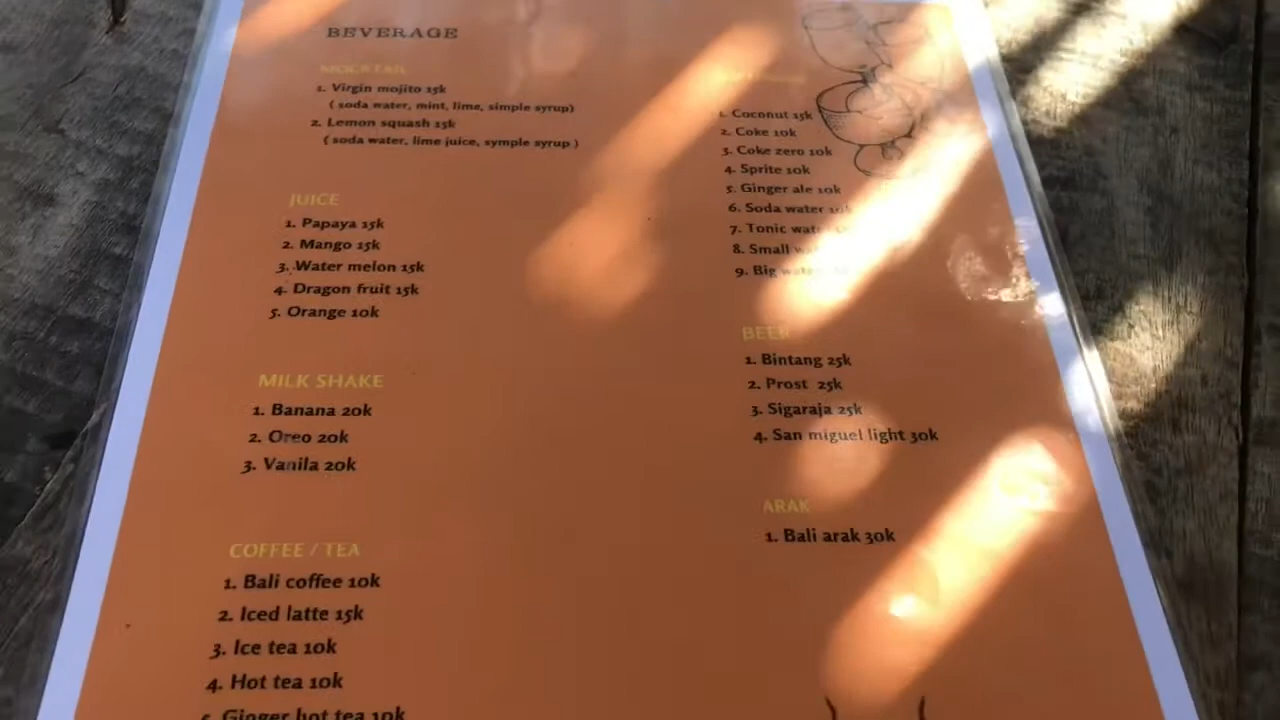 BEVERAGE
MOCKTAIL
1. Virgin mojito 15k
( soda water, mint, lime, simple syrup)
2. Lemon squash 15k
( soda water, lime juice, symple syrup )
JUICE
1. Papaya 15k
2. Mango 15k
3. Water melon 15k
4. Dragon fruit 15k
5. Orange 10k
MILK SHAKE
1. Banana 20k
2. Oreo 20k
3. Vanila 20k
COFFEE / TEA
1. Bali coffee 10k
2. Iced latte 15k
3. Ice tea 10k
4. Hot tea 10k
5. Ginger hot tea 10k
1. Coconut 15k
2. Coke 10k
3. Coke zero 10k
4. Sprite 10k
5. Ginger ale 10k
6. Soda water 10k
7. Tonic
8. Small
9. Big water
BEER
1. Bintang 25k
2. Prost 25k
3. Sigaraja 25k
4. San miguel light 30k
ARAK
1. Bali arak 30k